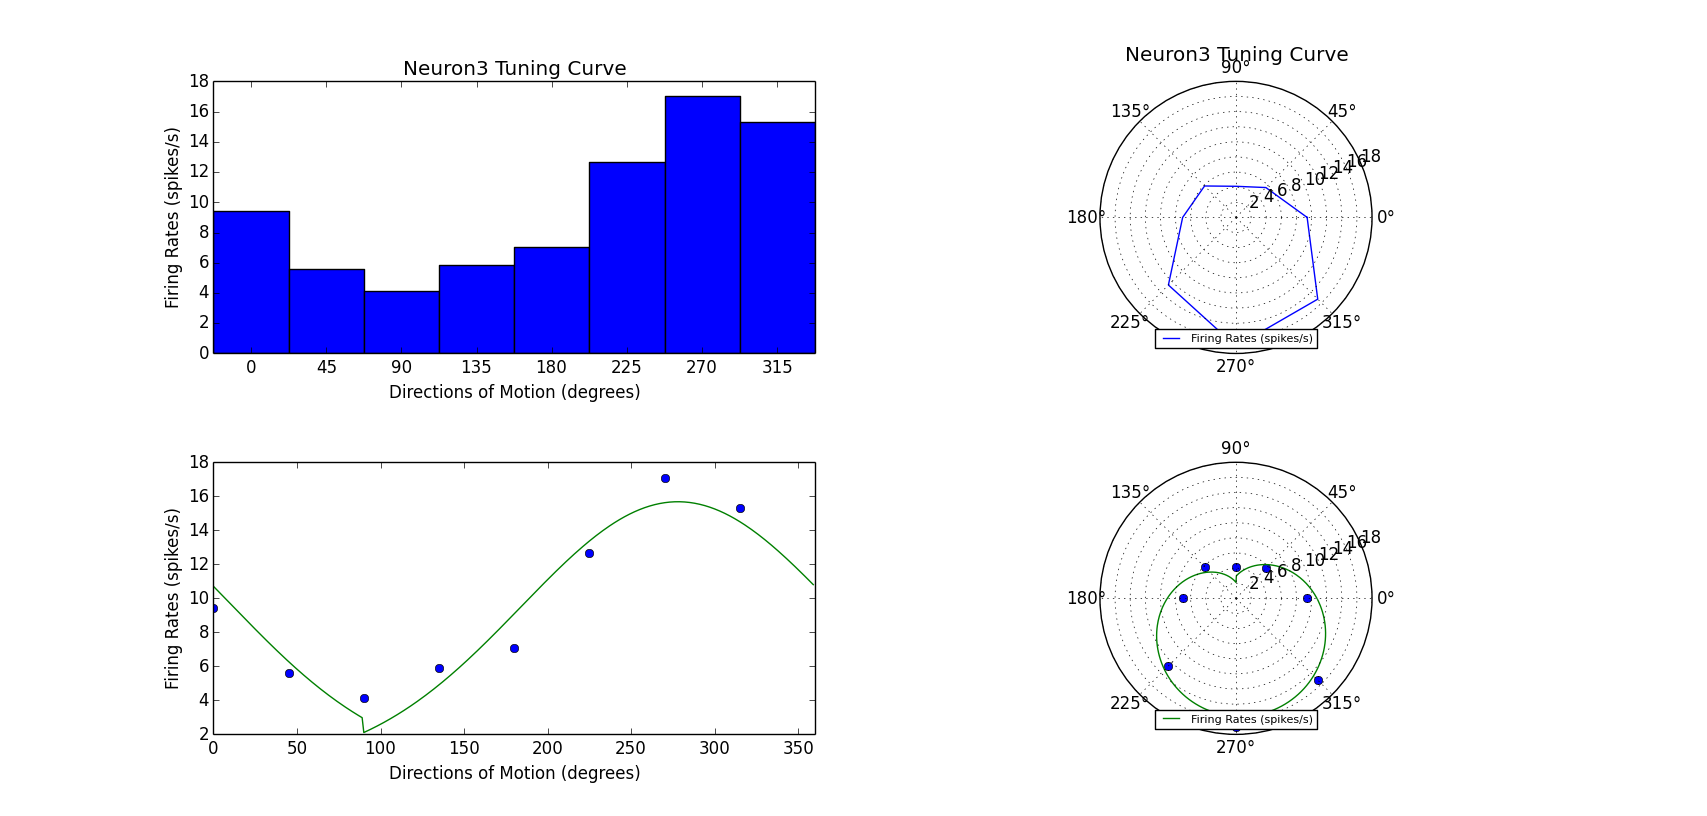 Neuron3 Tuning Curve
18
16
14
12
10
8
6
4
2
0
Firing Rates (spikes/s)
0 45 90 135 180 225 270 315
Directions of Motion (degrees)
Neuron3 Tuning Curve
90°
135° 45°
180° 0°
225° 315°
270°
2 4 6 8 10 12 14 16 18
Firing Rates (spikes/s)
18
16
14
12
10
8
6
4
2
Firing Rates (spikes/s)
0 50 100 150 200 250 300 350
Directions of Motion (degrees)
90°
135° 45°
180° 0°
225° 315°
270°
2 4 6 8 10 12 14 16 18
Firing Rates (spikes/s)